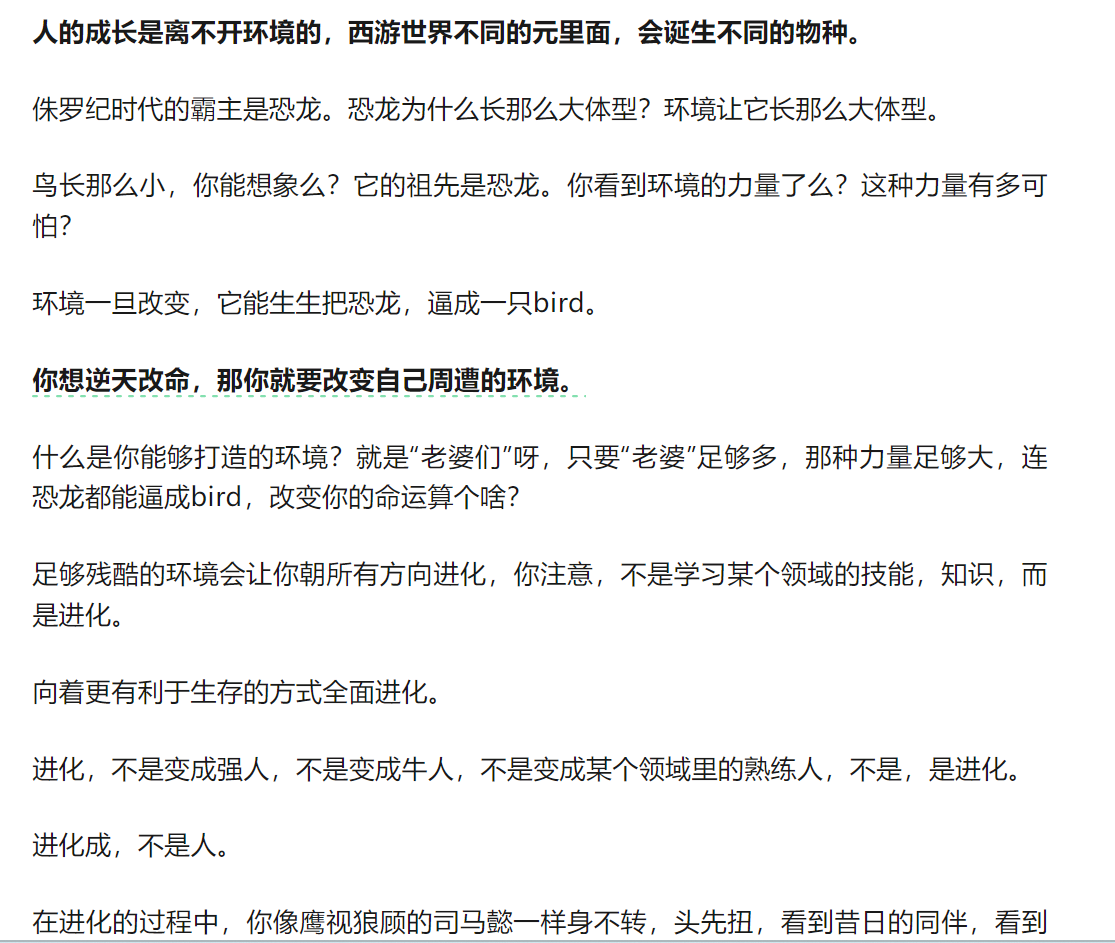 人的成长是离不开环境的，西游世界不同的元里面，会诞生不同的物种。
侏罗纪时代的霸主是恐龙。恐龙为什么长那么大体型？环境让它长那么大体型。
鸟长那么小，你能想象么？它的祖先是恐龙。你看到环境的力量了么？这种力量有多可
怕？
环境一旦改变，它能生生把恐龙，逼成一只bird。
你想逆天改命，那你就要改变自己周遭的环境。
什么是你能够打造的环境？就是“老婆们”呀，只要“老婆”足够多，那种力量足够大，连
恐龙都能逼成bird，改变你的命运算个啥？
足够残酷的环境会让你朝所有方向进化，你注意，不是学习某个领域的技能，知识，而
是进化。
向着更有利于生存的方式全面进化。
进化，不是变成强人，不是变成牛人，不是变成某个领域里的熟练人，不是，是进化。
进化成，不是人。
在进化的过程中，你像鹰视狼顾的司马懿一样身不转，头先扭，看到昔日的同伴，看到